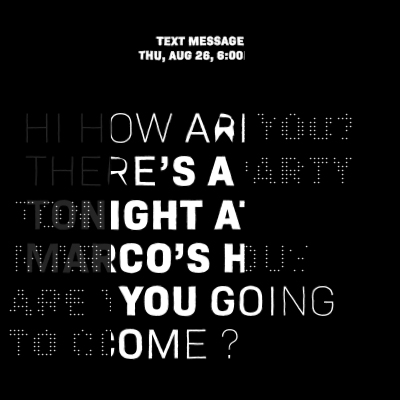 TEXT MESSAGE
THU, AUG 26, 6:00
HI HOW ARE YOU?
THERE'S A PARTY
TONIGHT AT
MARCO'S HOUS
ARE YOU GOING
TO COME ?